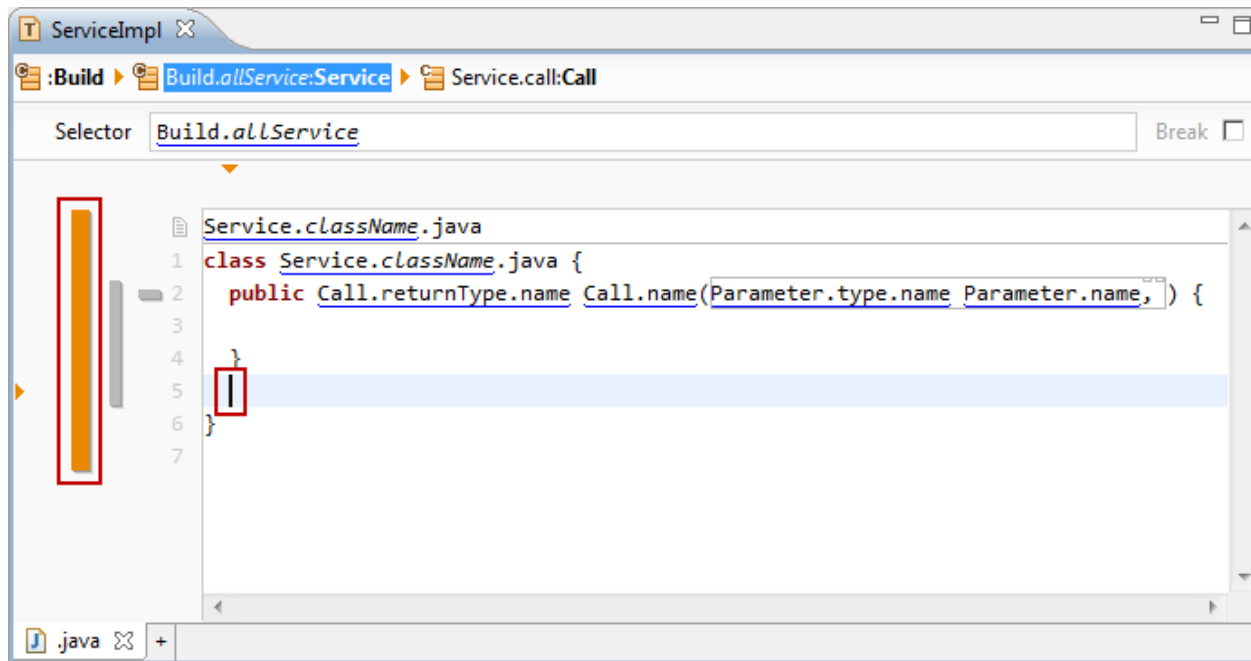 ServiceImpl
:Build Build.allService:Service Service.call:Call
Selector Build.allService Break
Service.className.java
1 class Service.className.java {
2 public Call.returnType.name Call.name(Parameter.type.name Parameter.name, ) {
3
4 }
5
6 }
7
.java +